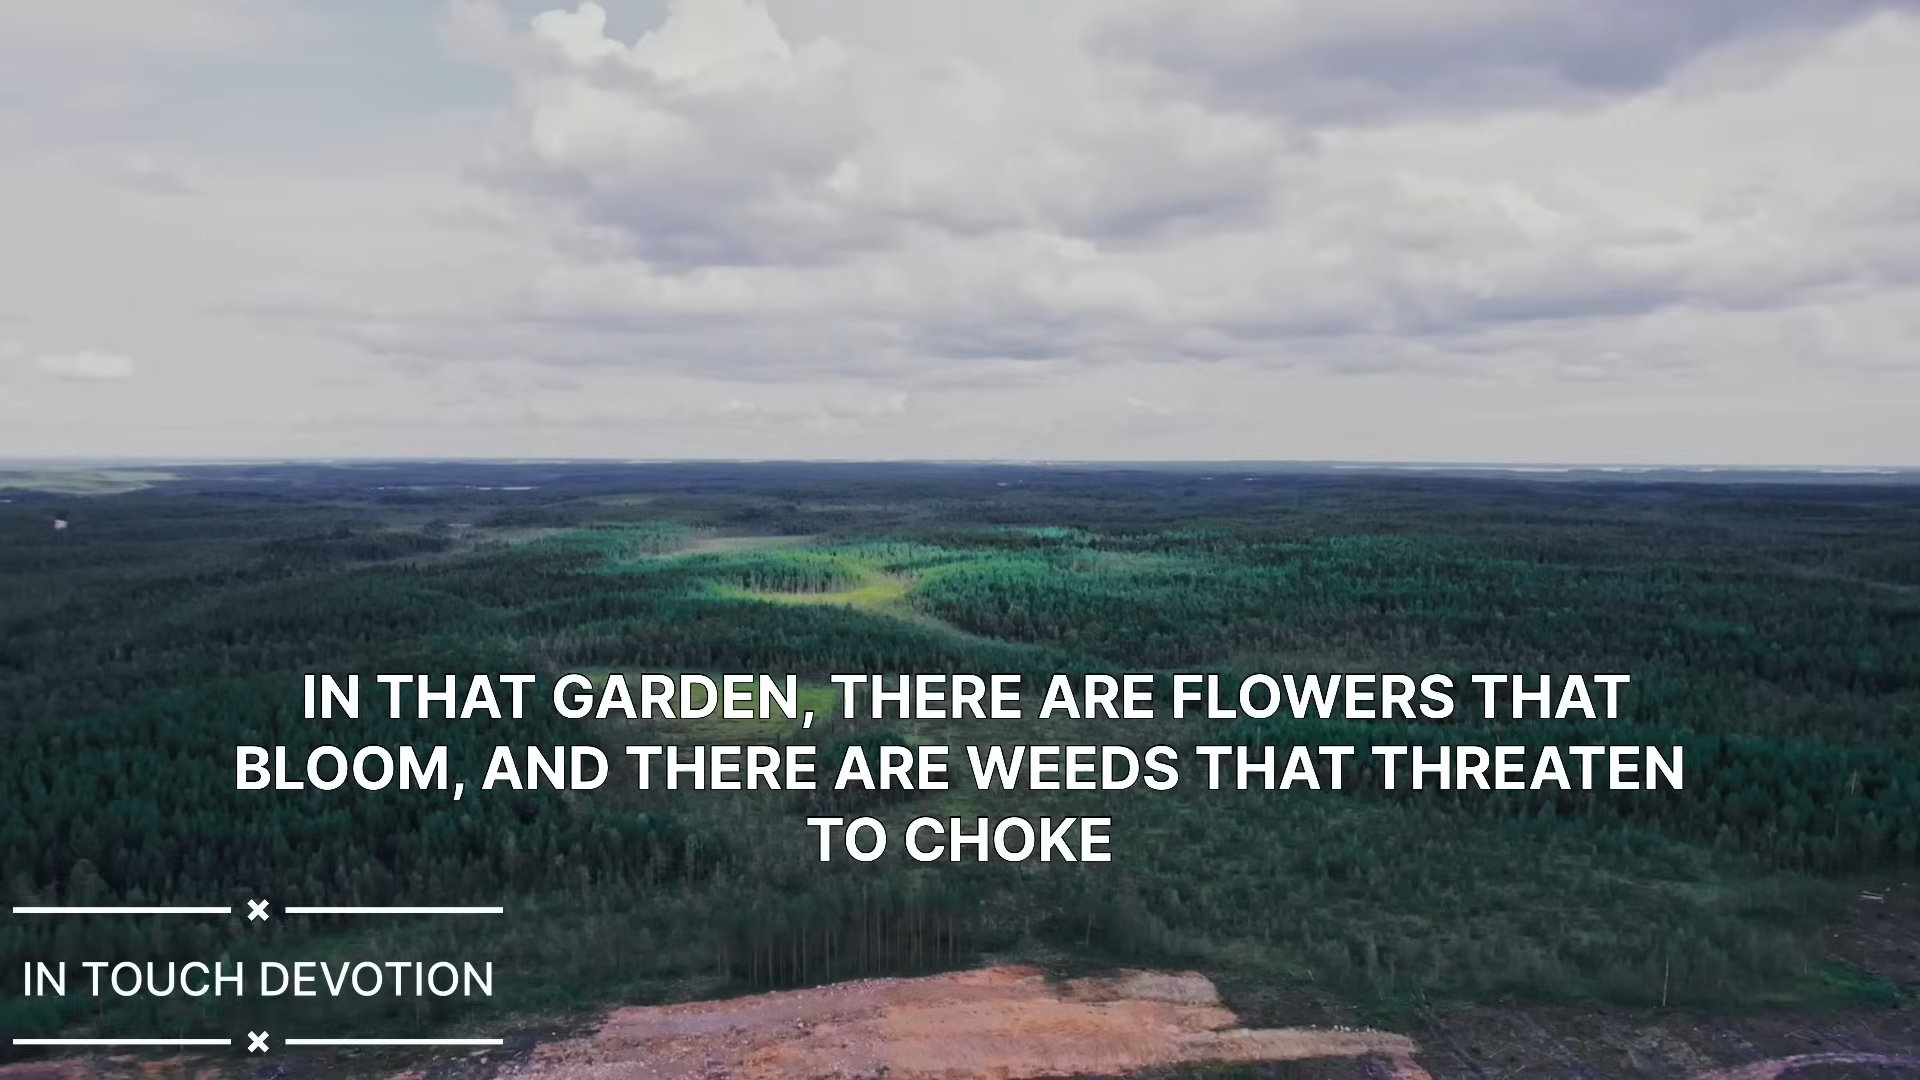 IN THAT GARDEN, THERE ARE FLOWERS THAT
BLOOM, AND THERE ARE WEEDS THAT THREATEN
TO CHOKE
IN TOUCH DEVOTION